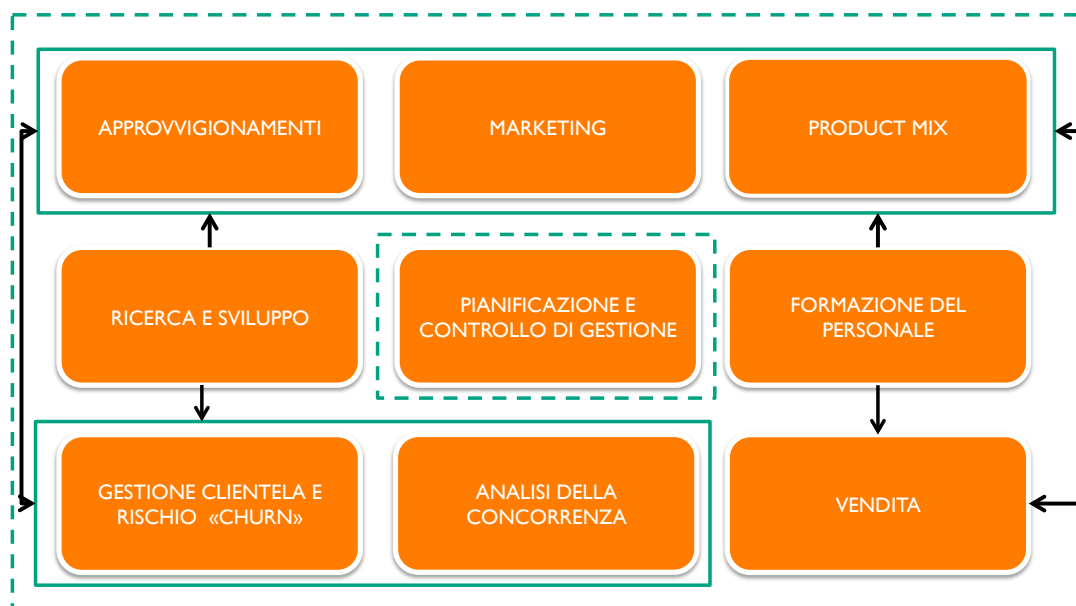 APPROVVIGIONAMENTI
MARKETING
PRODUCT MIX
RICERCA E SVILUPPO
PIANIFICAZIONE E
CONTROLLO DI GESTIONE
FORMAZIONE DEL
PERSONALE
GESTIONE CLIENTELA E
RISCHIO «CHURN»
ANALISI DELLA
CONCORRENZA
VENDITA